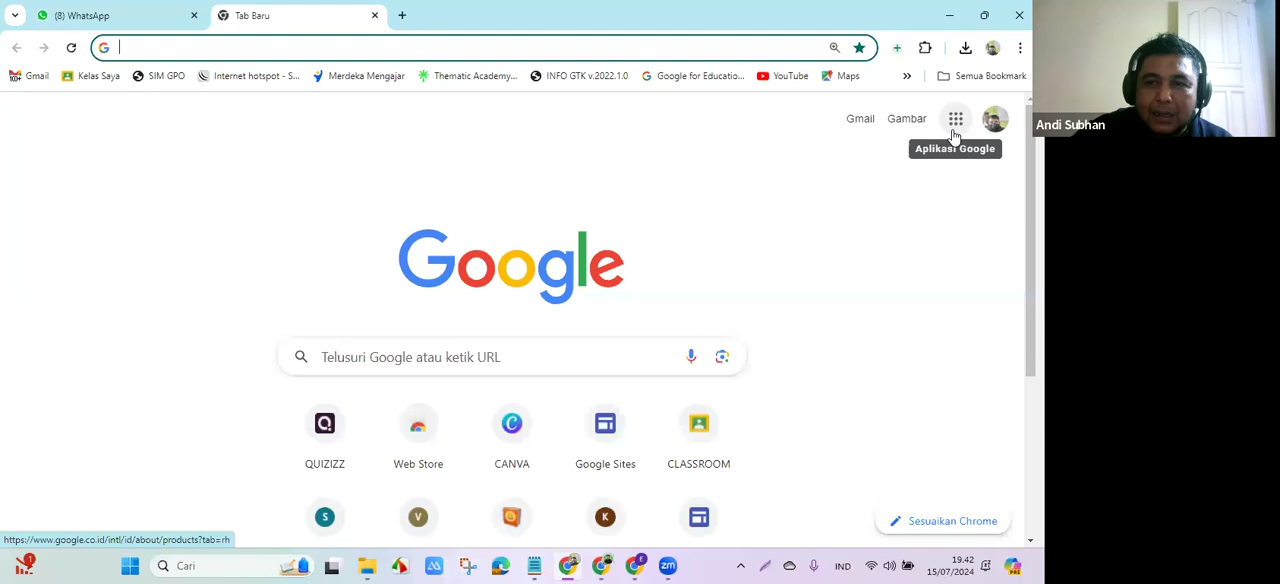 (8) WhatsApp
Tab Baru
Gmail
Kelas Saya
SIM GPO
Internet hotspot - S...
Merdeka Mengajar
Thematic Academy...
INFO GTK v.2022.1.0
Google for Educatio...
YouTube
Maps
»
Semua Bookmark
Andi Subhan
Gmail
Gambar
Aplikasi Google
Google
Telusuri Google atau ketik URL
QUIZIZZ
Web Store
CANVA
Google Sites
CLASSROOM
S
V
K
Sesuaikan Chrome
https://www.google.co.id/intl/id/about/products?tab=rh
1
Cari
zm
IND
19.42
15/07/2024